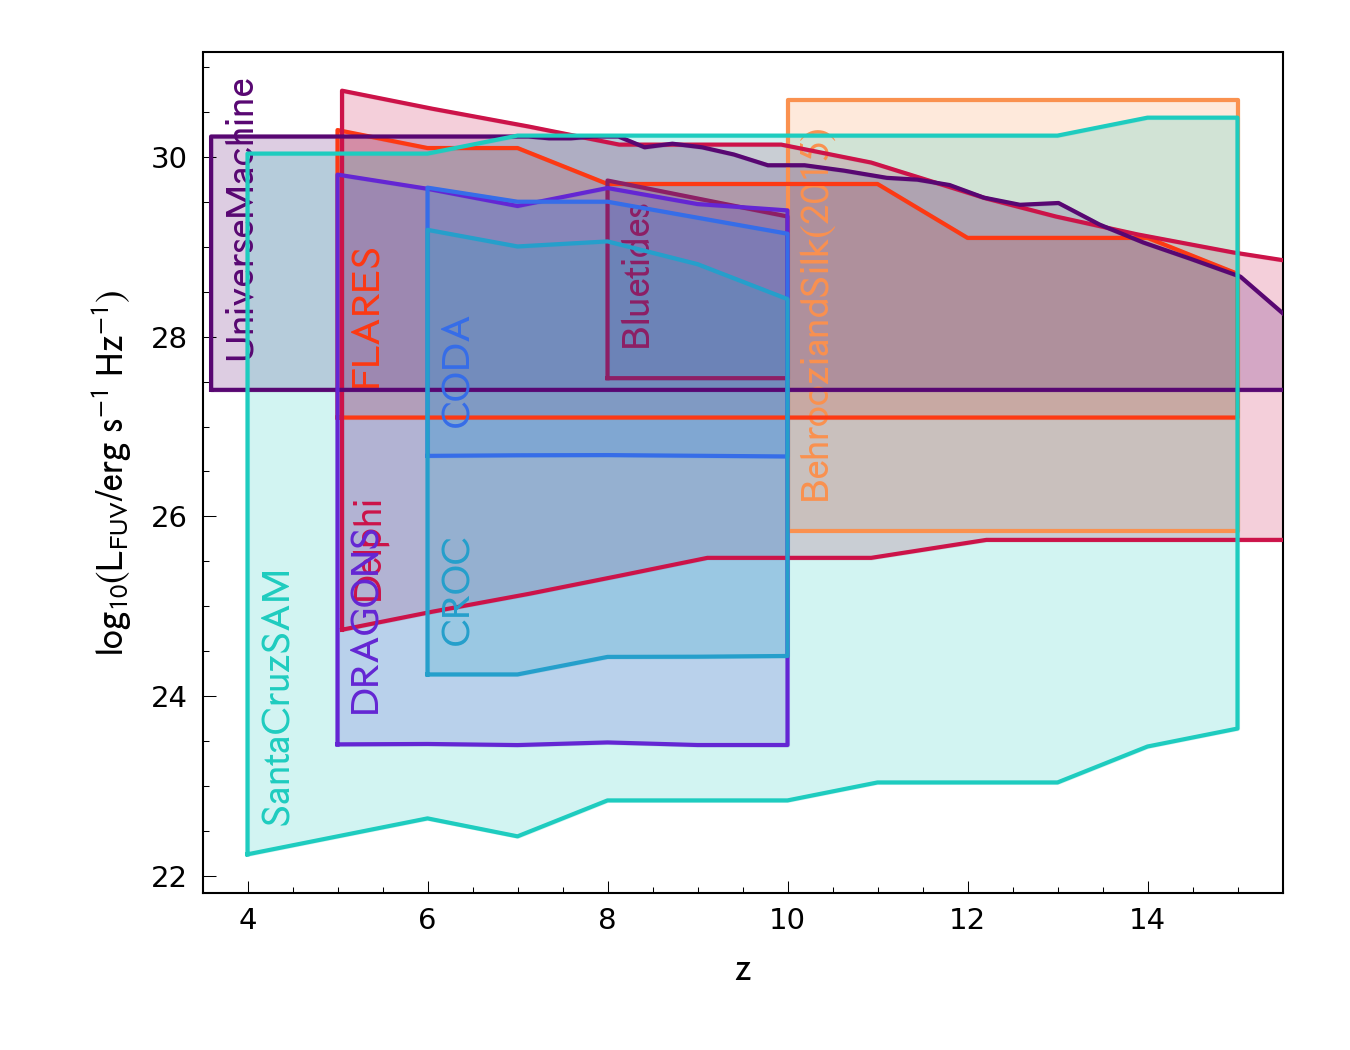 UniverseMachine
30
28
26
24
22
log₁₀(L_FUV/erg s⁻¹ Hz⁻¹)
FLARES
Bluetides
BehrooziandSilk(2015)
CODA
Delphi
DRAGONS
CROC
SantaCruzSAM
4 6 8 10 12 14
z